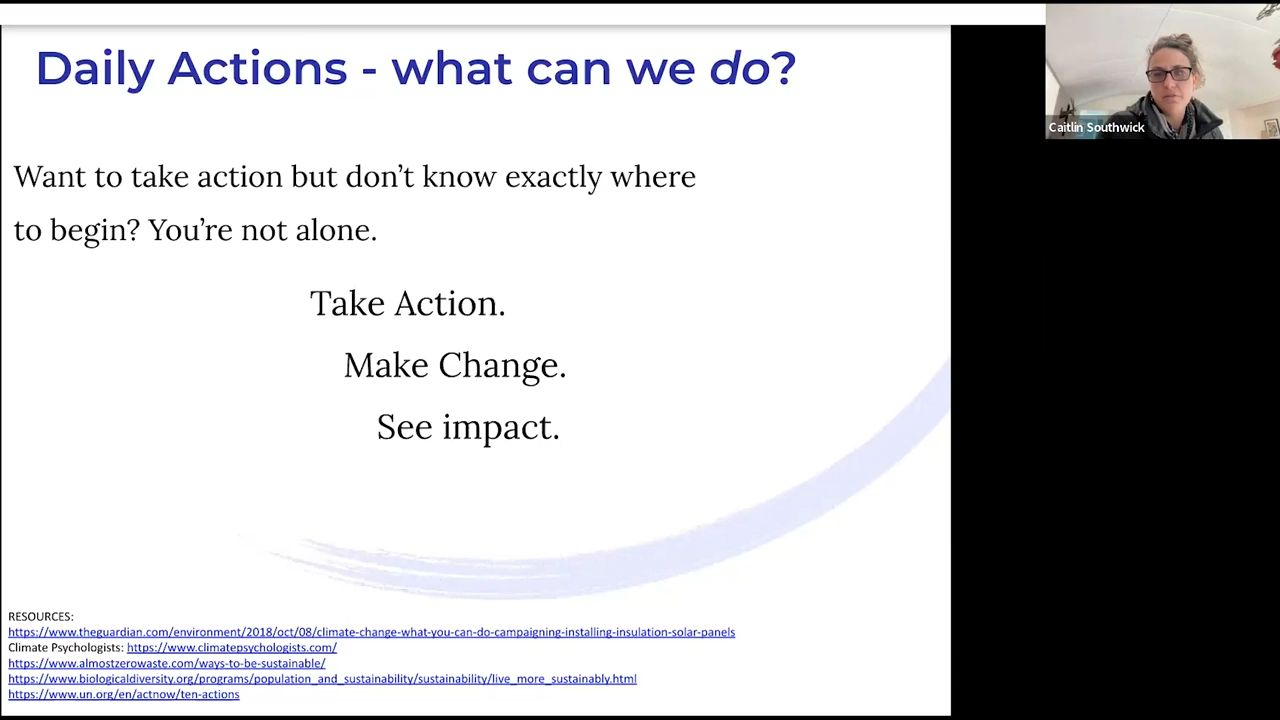 Daily Actions - what can we do?
Caitlin Southwick
Want to take action but don’t know exactly where
to begin? You’re not alone.
Take Action.
Make Change.
See impact.
RESOURCES:
https://www.theguardian.com/environment/2018/oct/08/climate-change-what-you-can-do-campaigning-installing-insulation-solar-panels
Climate Psychologists: https://www.climatepsychologists.com/
https://www.almostzerowaste.com/ways-to-be-sustainable/
https://www.biologicaldiversity.org/programs/population_and_sustainability/sustainability/live_more_sustainably.html
https://www.un.org/en/actnow/ten-actions